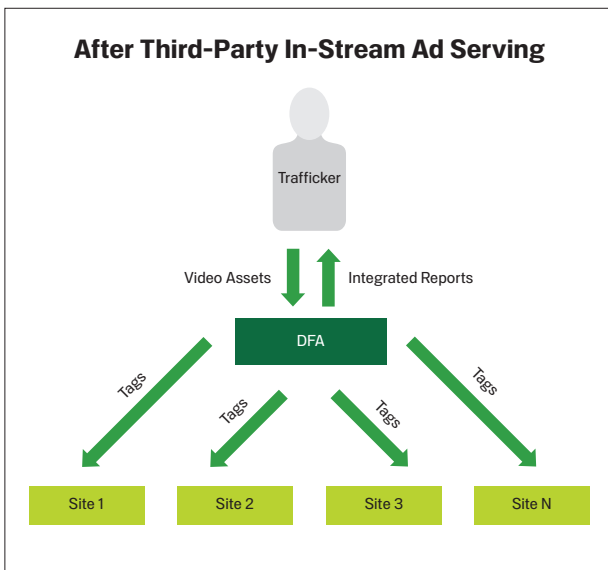 After Third-Party In-Stream Ad Serving
Trafficker
Video Assets
Integrated Reports
DFA
Tags
Tags
Tags
Tags
Site 1
Site 2
Site 3
Site N